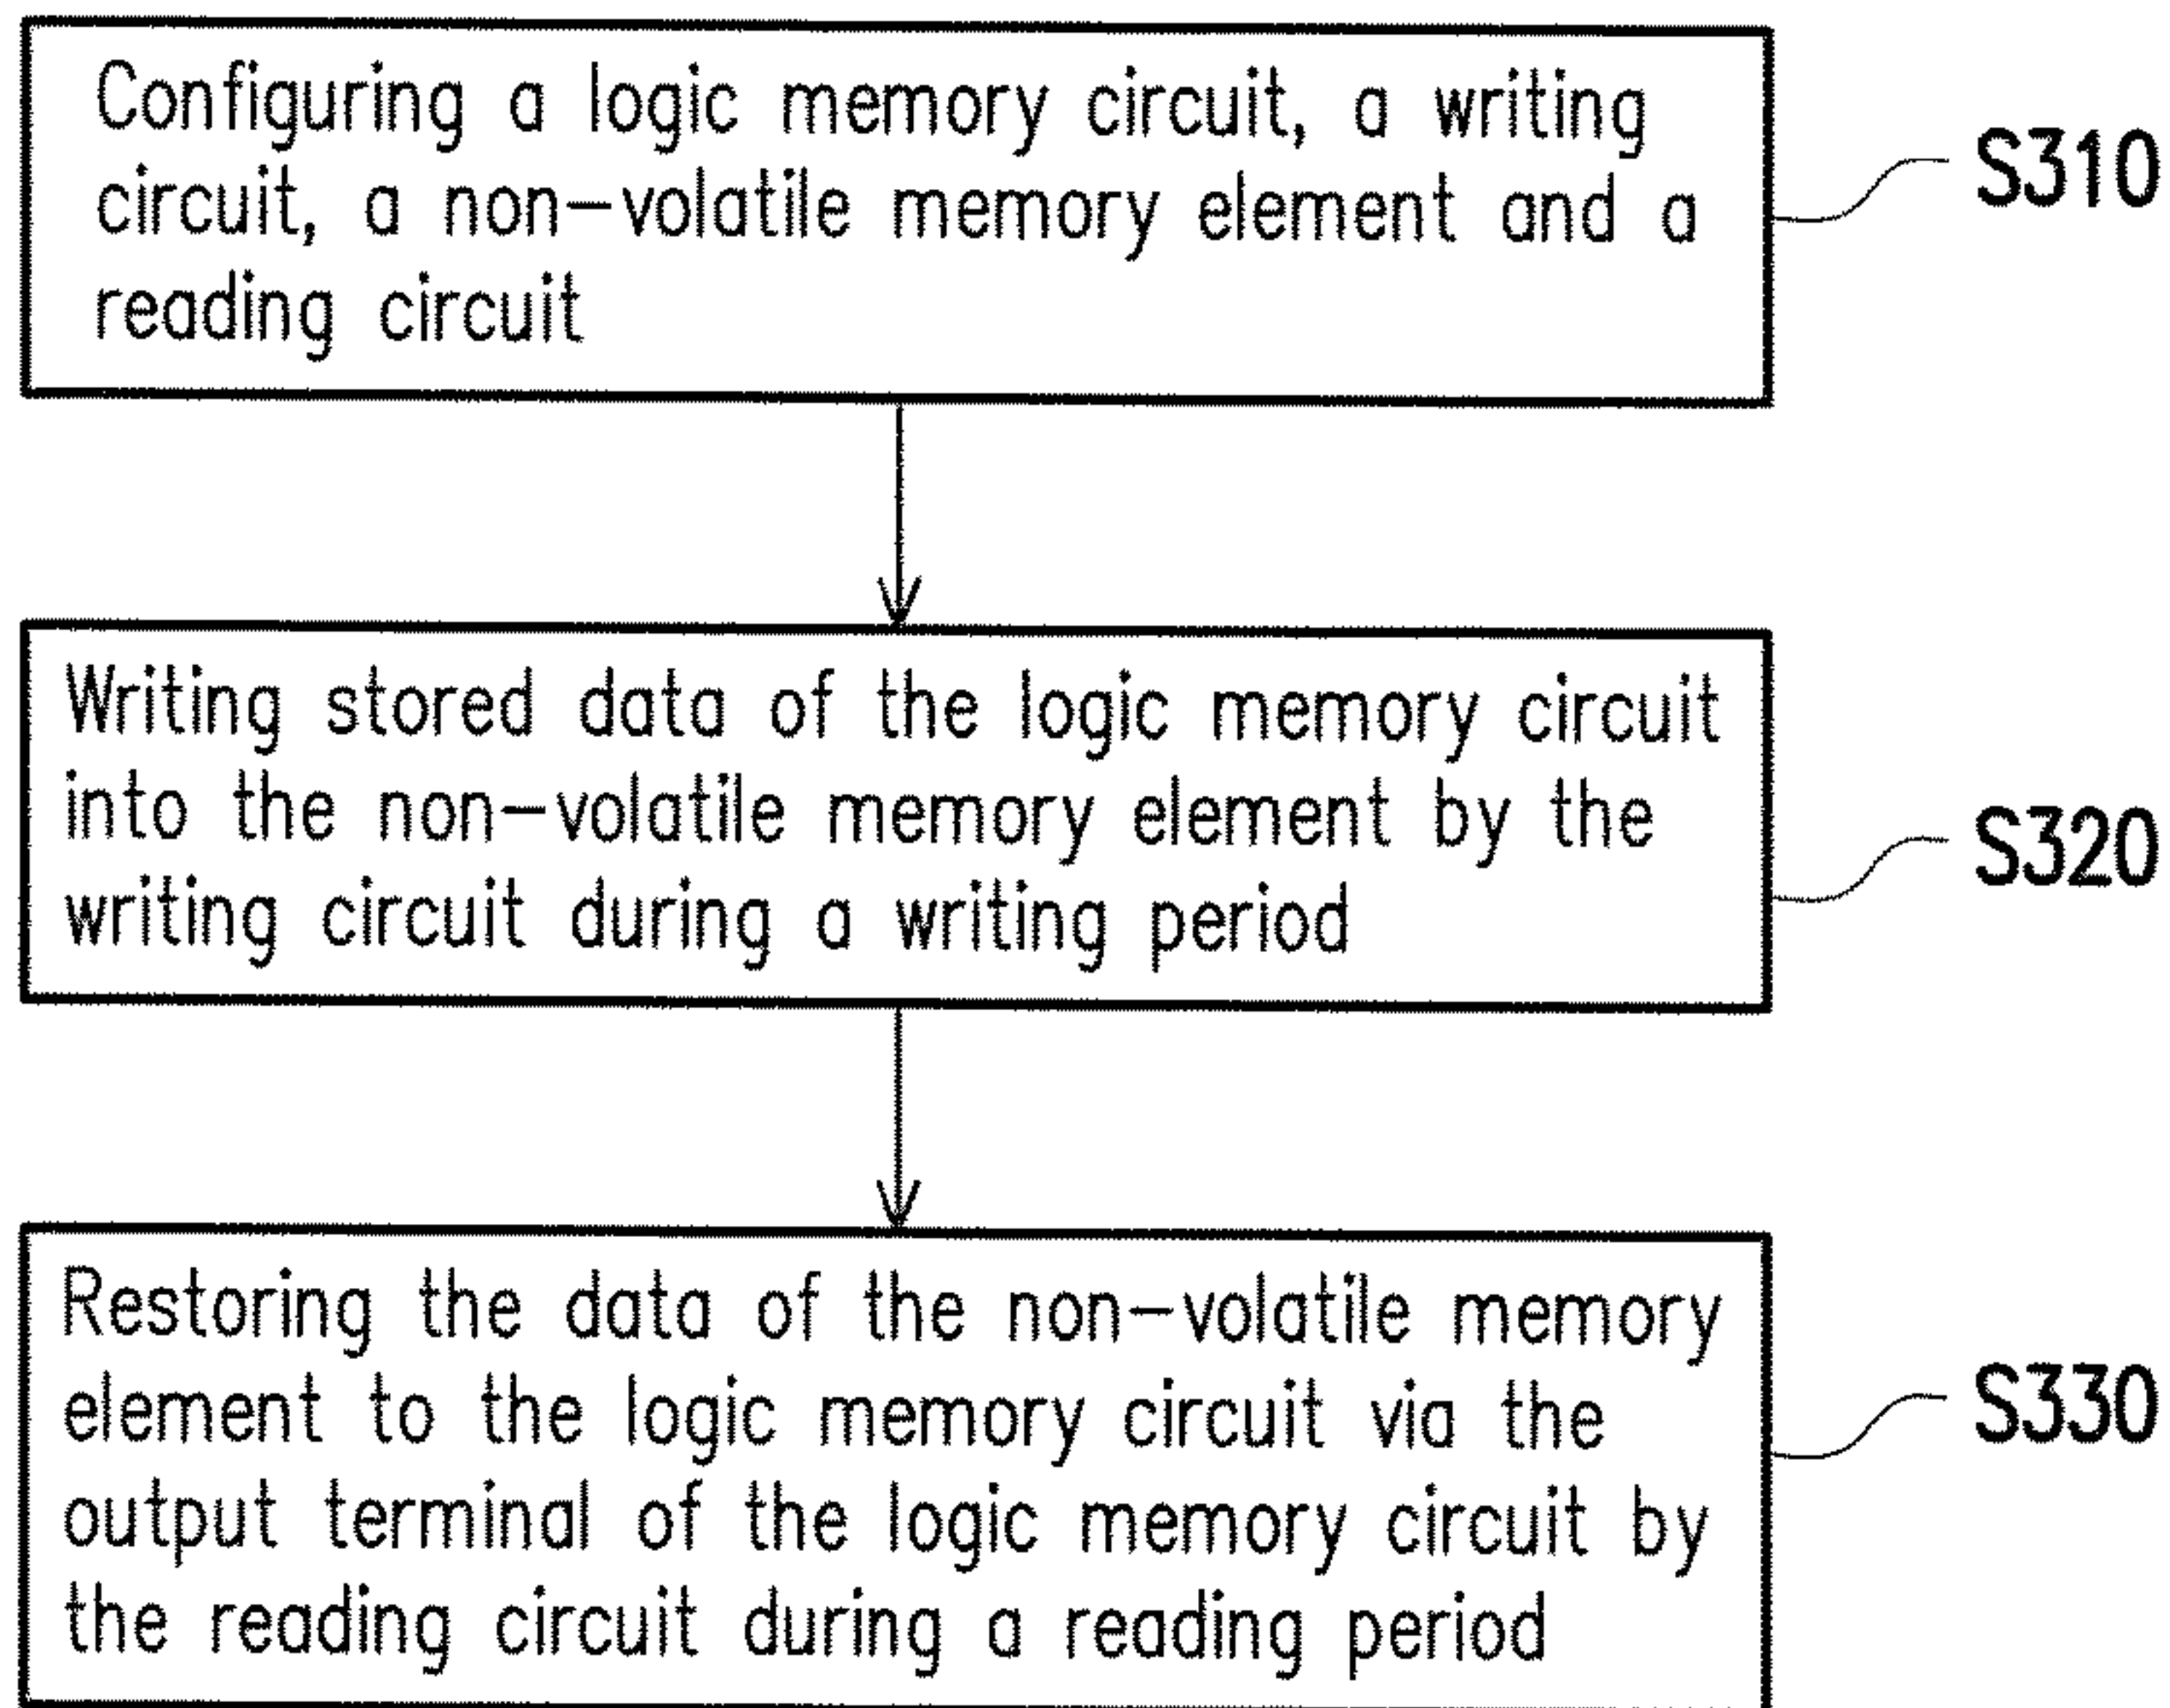 Configuring a logic memory circuit, a writing
circuit, a non-volatile memory element and a
reading circuit
S310
Writing stored data of the logic memory circuit
into the non-volatile memory element by the
writing circuit during a writing period
S320
Restoring the data of the non-volatile memory
element to the logic memory circuit via the
output terminal of the logic memory circuit by
the reading circuit during a reading period
S330